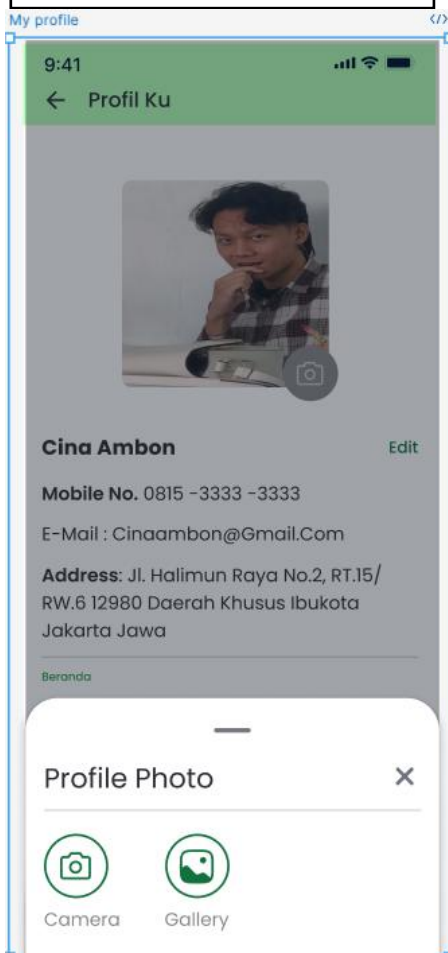 My profile
9:41
Profil Ku
Cina Ambon
Edit
Mobile No. 0815 -3333 -3333
E-Mail : Cinaambon@Gmail.Com
Address: Jl. Halimun Raya No.2, RT.15/
RW.6 12980 Daerah Khusus Ibukota
Jakarta Jawa
Beranda
Profile Photo
Camera
Gallery